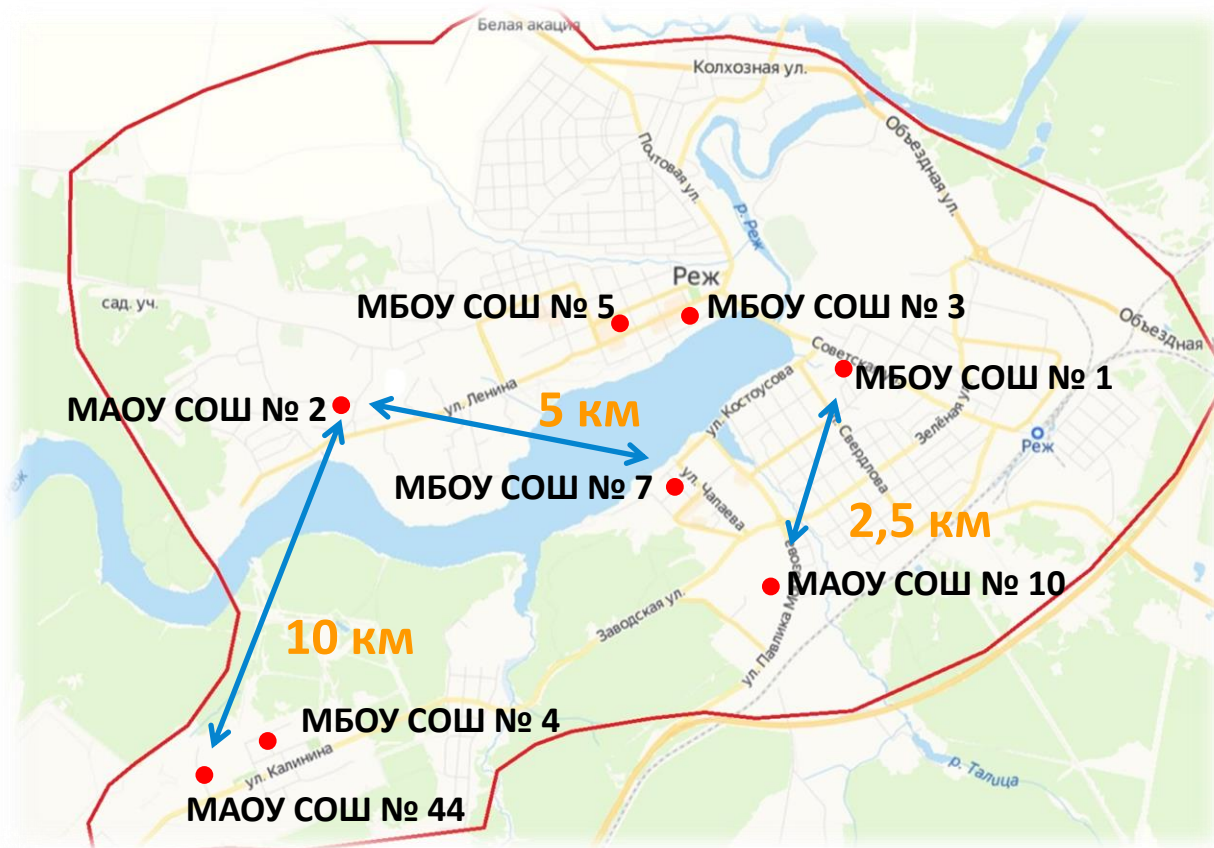 Белая акация
Колхозная ул.
Объездная ул.
Почтовая ул.
р. Реж
Реж
сад. уч.
МБОУ СОШ № 5
МБОУ СОШ № 3
Объездная
Советская
МБОУ СОШ № 1
ул. Ленина
ул. Костоусова
МАОУ СОШ № 2
5 км
Зелёная ул.
ул. Свердлова
Реж
МБОУ СОШ № 7
ул. Чапаева
2,5 км
МАОУ СОШ № 10
Заводская ул.
10 км
ул. Павлика
МБОУ СОШ № 4
ул. Калинина
р. Талица
МАОУ СОШ № 44